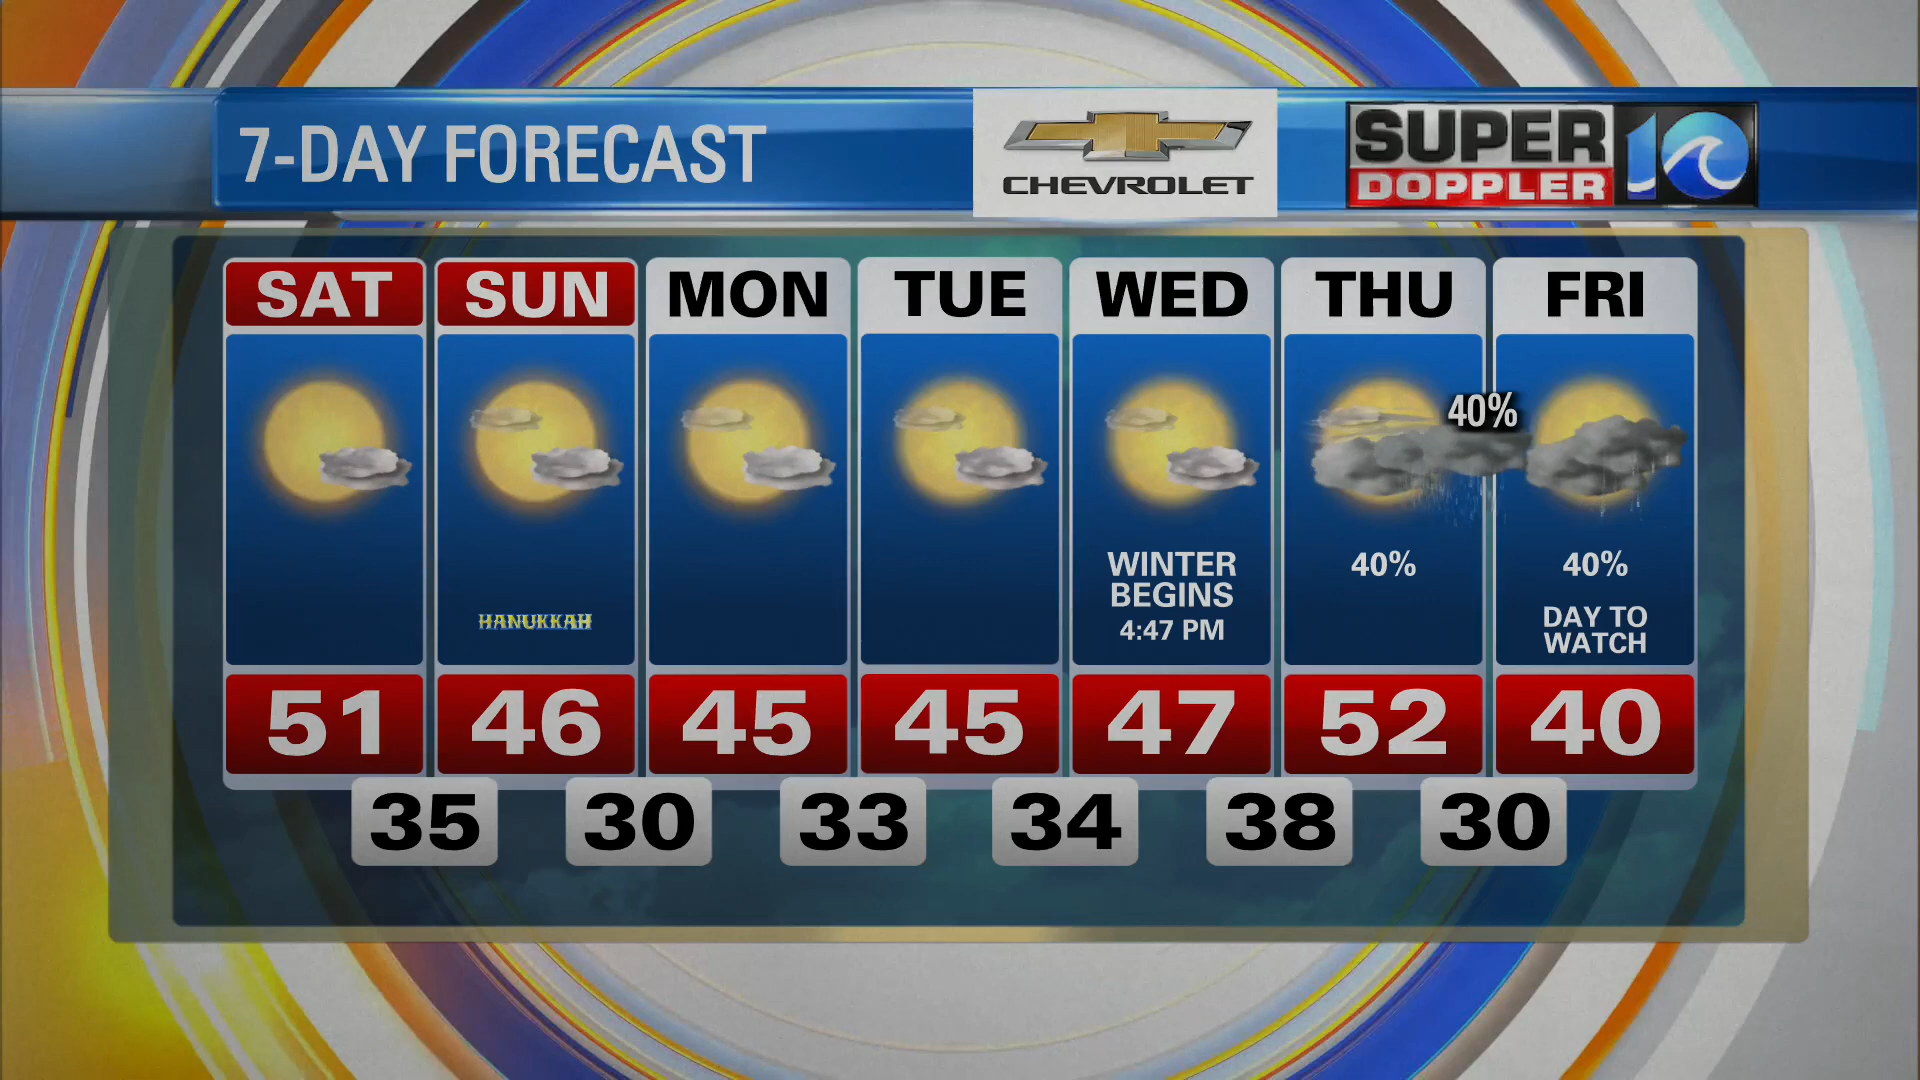 7-DAY FORECAST
CHEVROLET
SUPER
DOPPLER
10
SAT
SUN
MON
TUE
WED
THU
FRI
40%
HANUKKAH
WINTER
BEGINS
4:47 PM
40%
40%
DAY TO
WATCH
51
46
45
45
47
52
40
35
30
33
34
38
30